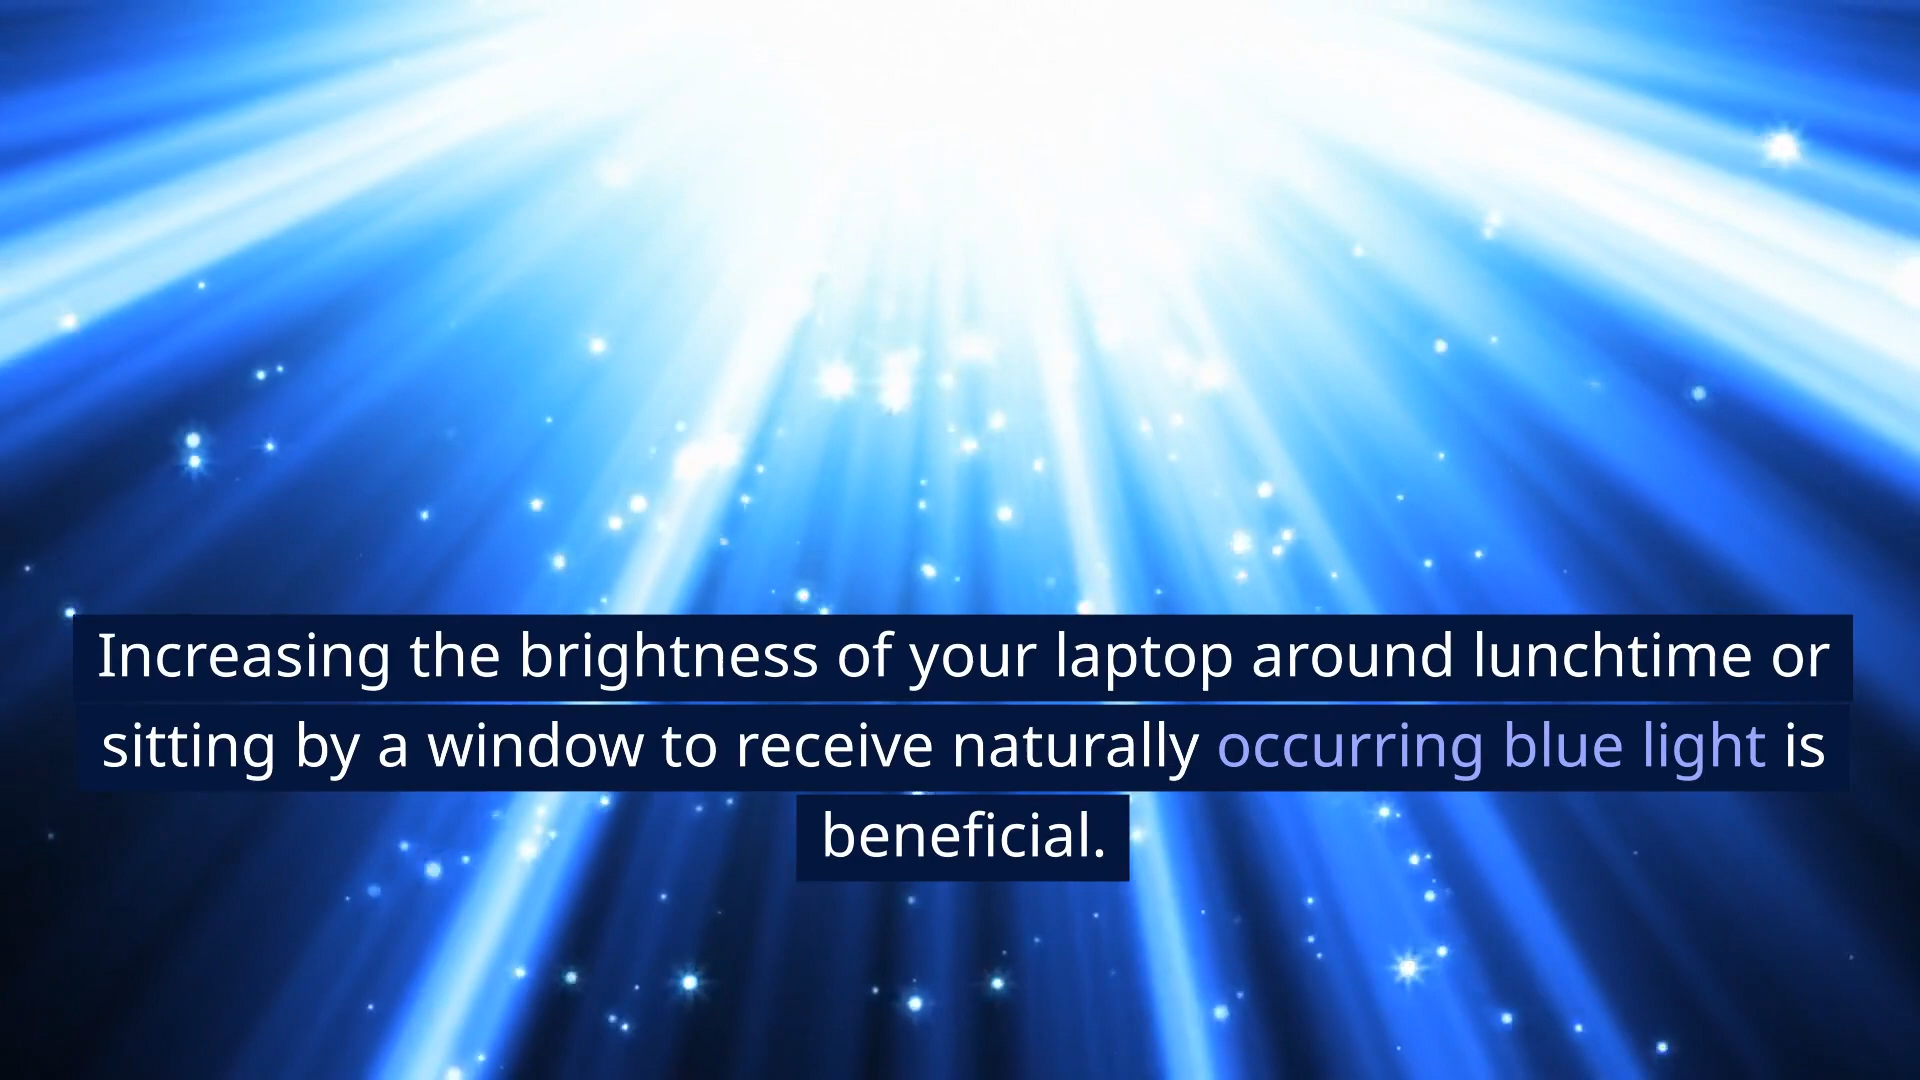 Increasing the brightness of your laptop around lunchtime or
sitting by a window to receive naturally occurring blue light is
beneficial.